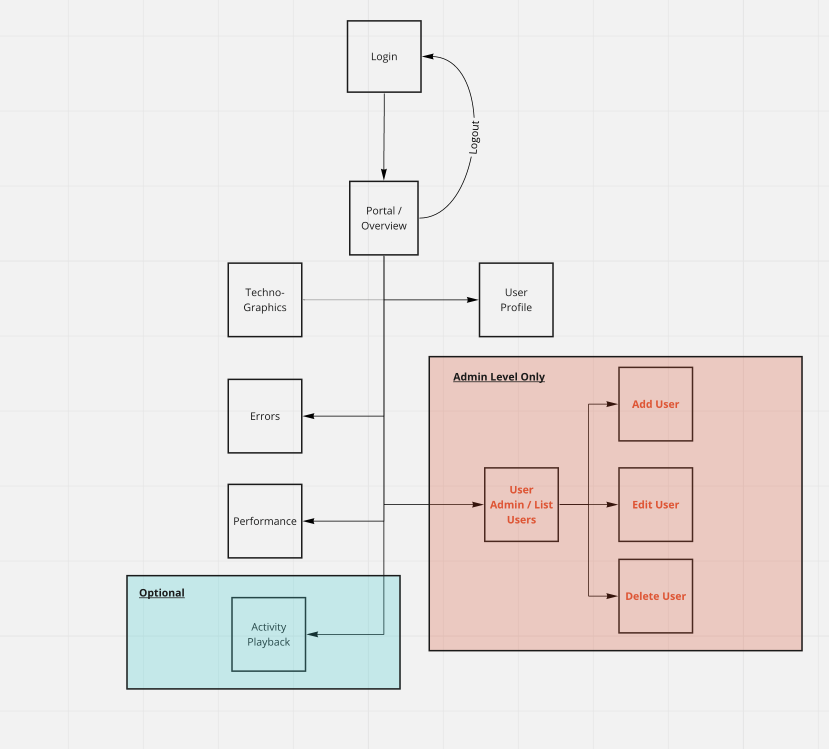 Login
Logout
Portal /
Overview
Techno-
Graphics
User
Profile
Admin Level Only
Add User
Errors
User
Admin / List
Users
Edit User
Performance
Delete User
Optional
Activity
Playback